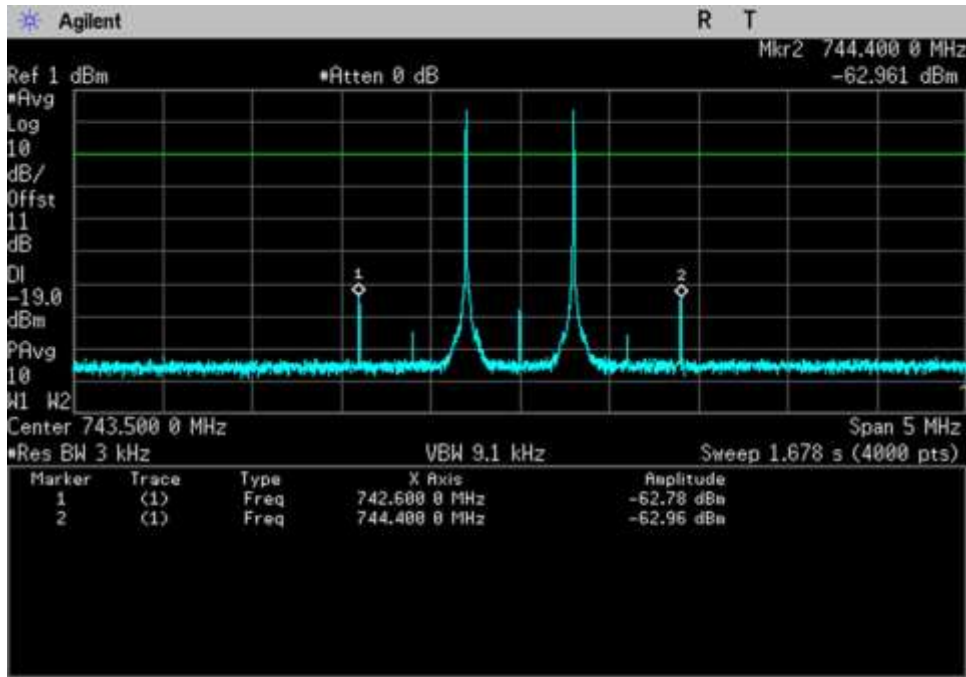 Agilent R T
Mkr2 744.400 0 MHz
Ref 1 dBm #Atten 0 dB -62.961 dBm
#Avg
Log
10
dB/
Offst
11
dB
DI
-19.0
dBm
PAvg
10
W1 W2
1
2
Center 743.500 0 MHz Span 5 MHz
#Res BW 3 kHz VBW 9.1 kHz Sweep 1.678 s (4000 pts)
Marker Trace Type X Axis Amplitude
1 (1) Freq 742.600 0 MHz -62.78 dBm
2 (1) Freq 744.400 0 MHz -62.96 dBm